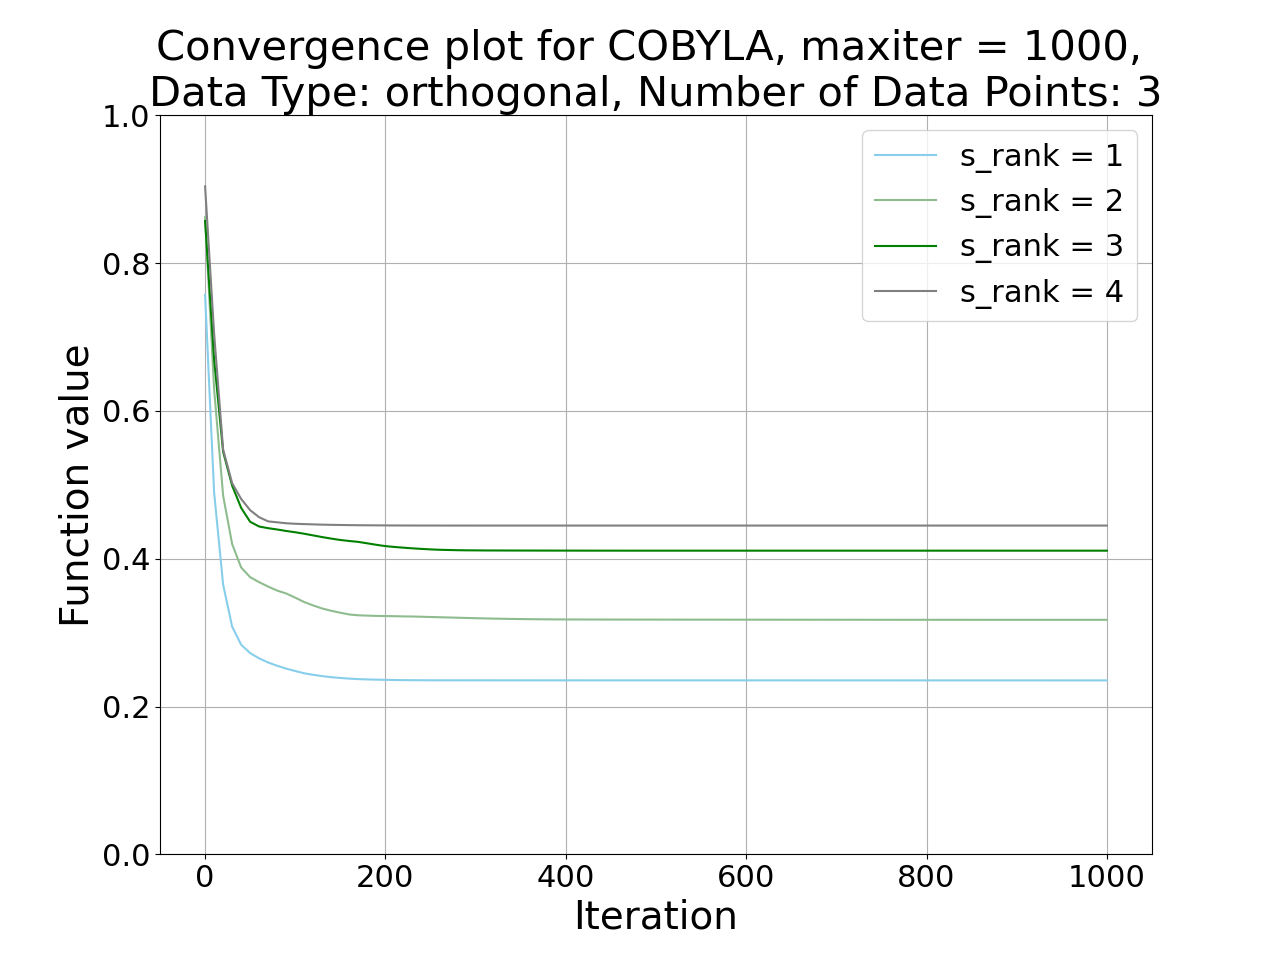 Convergence plot for COBYLA, maxiter = 1000,
Data Type: orthogonal, Number of Data Points: 3
1.0
0.8
0.6
0.4
0.2
0.0
Function value
s_rank = 1
s_rank = 2
s_rank = 3
s_rank = 4
0 200 400 600 800 1000
Iteration